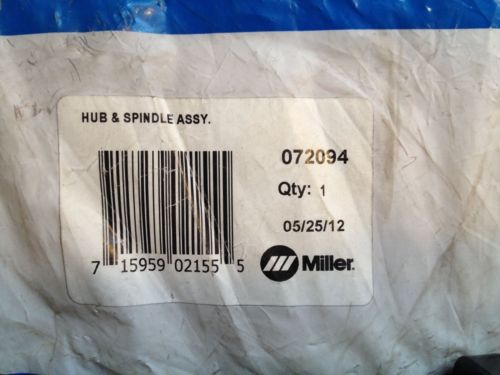 HUB & SPINDLE ASSY.
072094
Qty: 1
05/25/12
7 15959 02155 5
Miller.